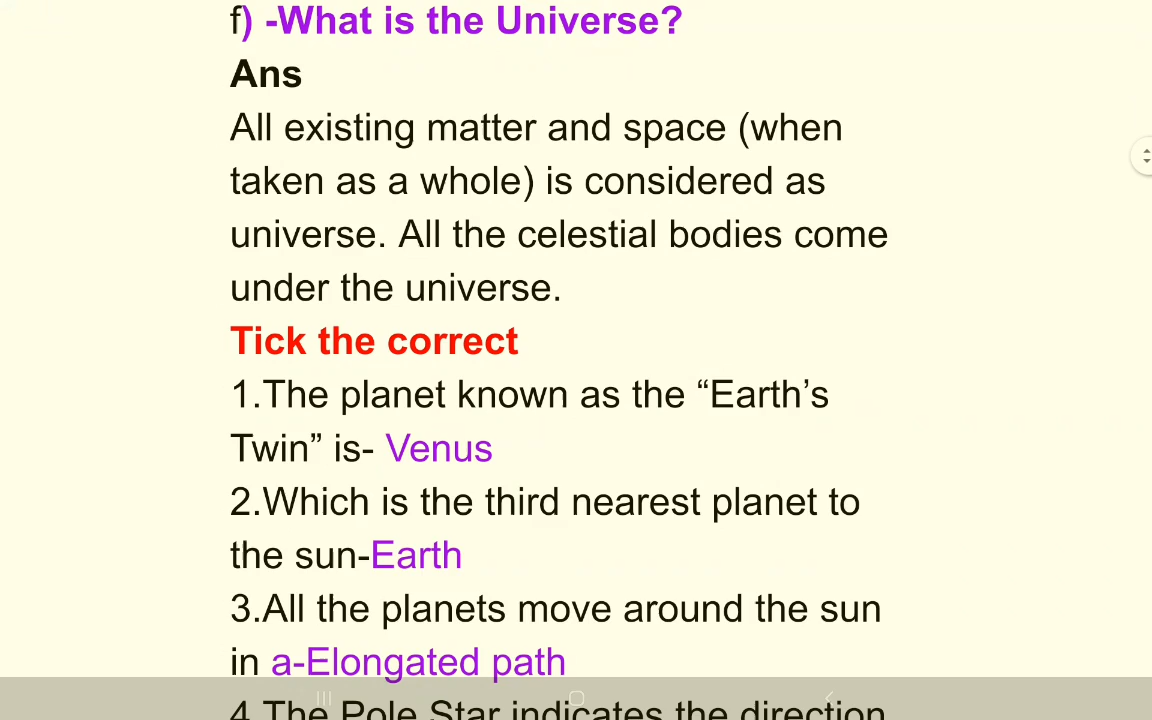 f) -What is the Universe?
Ans
All existing matter and space (when
taken as a whole) is considered as
universe. All the celestial bodies come
under the universe.
Tick the correct
1.The planet known as the “Earth’s
Twin” is- Venus
2.Which is the third nearest planet to
the sun-Earth
3.All the planets move around the sun
in a-Elongated path
4.The Pole Star indicates the direction